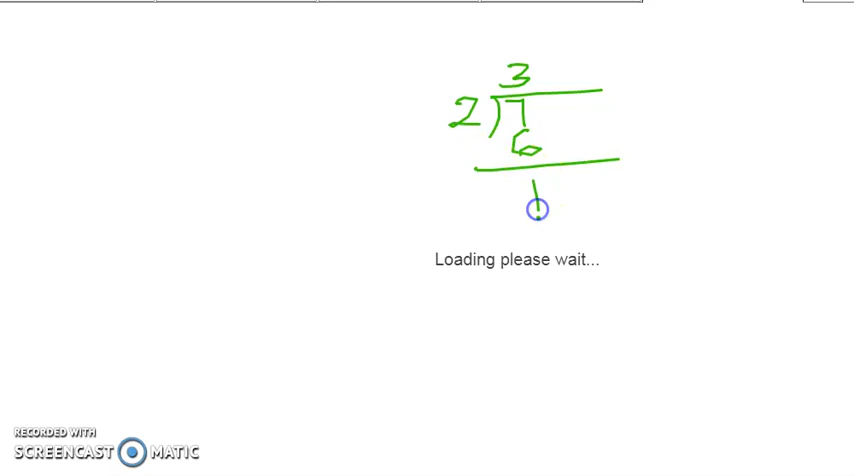 3
2)7
6
1
Loading please wait...
RECORDED WITH
SCREENCAST MATIC